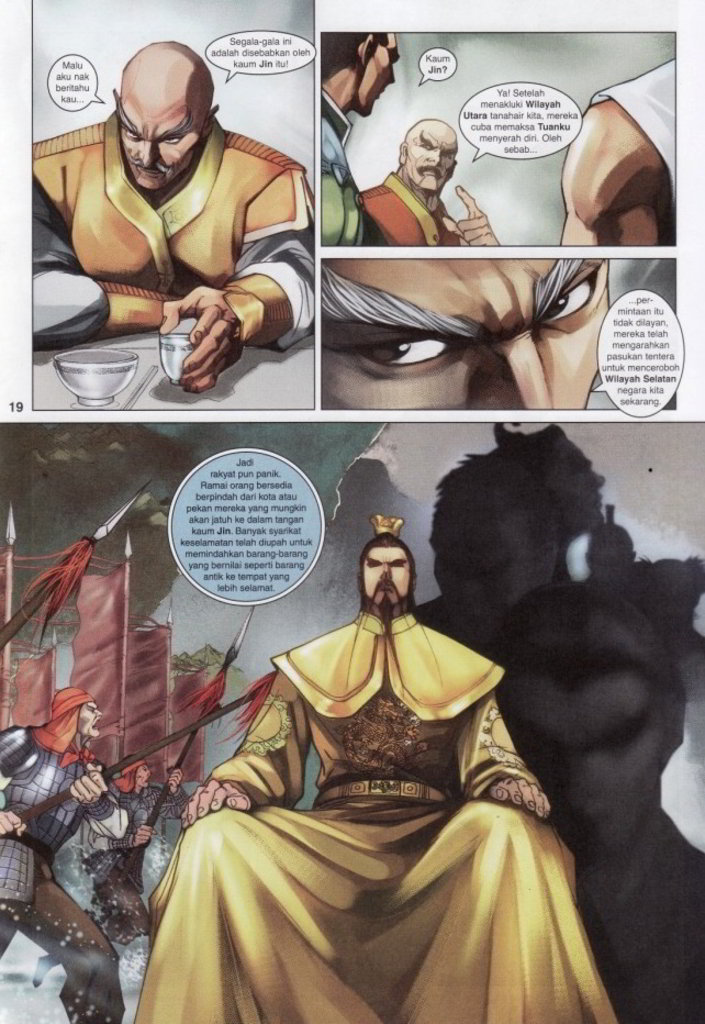 Malu
aku nak
beritahu
kau...
Segala-gala ini
adalah disebabkan oleh
kaum Jin itu!
Kaum
Jin?
Ya! Setelah
menakluki Wilayah
Utara tanahair kita, mereka
cuba memaksa Tuanku
menyerah diri. Oleh
sebab...
...per-
mintaan itu
tidak dilayan,
mereka telah
mengarahkan
pasukan tentera
untuk menceroboh
Wilayah Selatan
negara kita
sekarang.
19
Jadi
rakyat pun panik.
Ramai orang bersedia
berpindah dari kota atau
pekan mereka yang mungkin
akan jatuh ke dalam tangan
kaum Jin. Banyak syarikat
keselamatan telah diupah untuk
memindahkan barang-barang
yang bernilai seperti barang
antik ke tempat yang
lebih selamat.